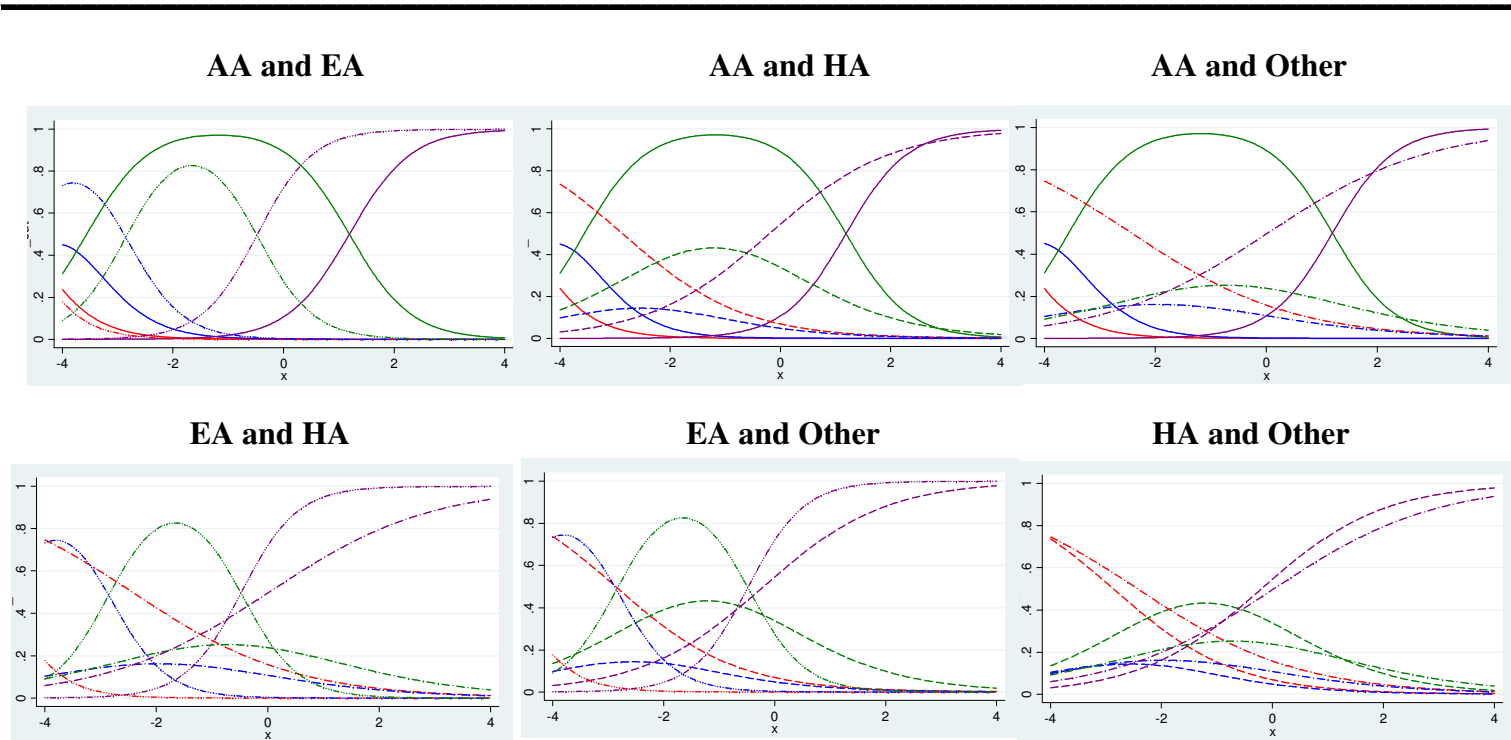 AA and EA
AA and HA
AA and Other
0 .2 .4 .6 .8 1
-4 -2 0 2 4
x
0 .2 .4 .6 .8 1
-4 -2 0 2 4
x
0 .2 .4 .6 .8 1
-4 -2 0 2 4
x
EA and HA
EA and Other
HA and Other
0 .2 .4 .6 .8 1
-4 -2 0 2 4
x
0 .2 .4 .6 .8 1
-4 -2 0 2 4
x
0 .2 .4 .6 .8 1
-4 -2 0 2 4
x